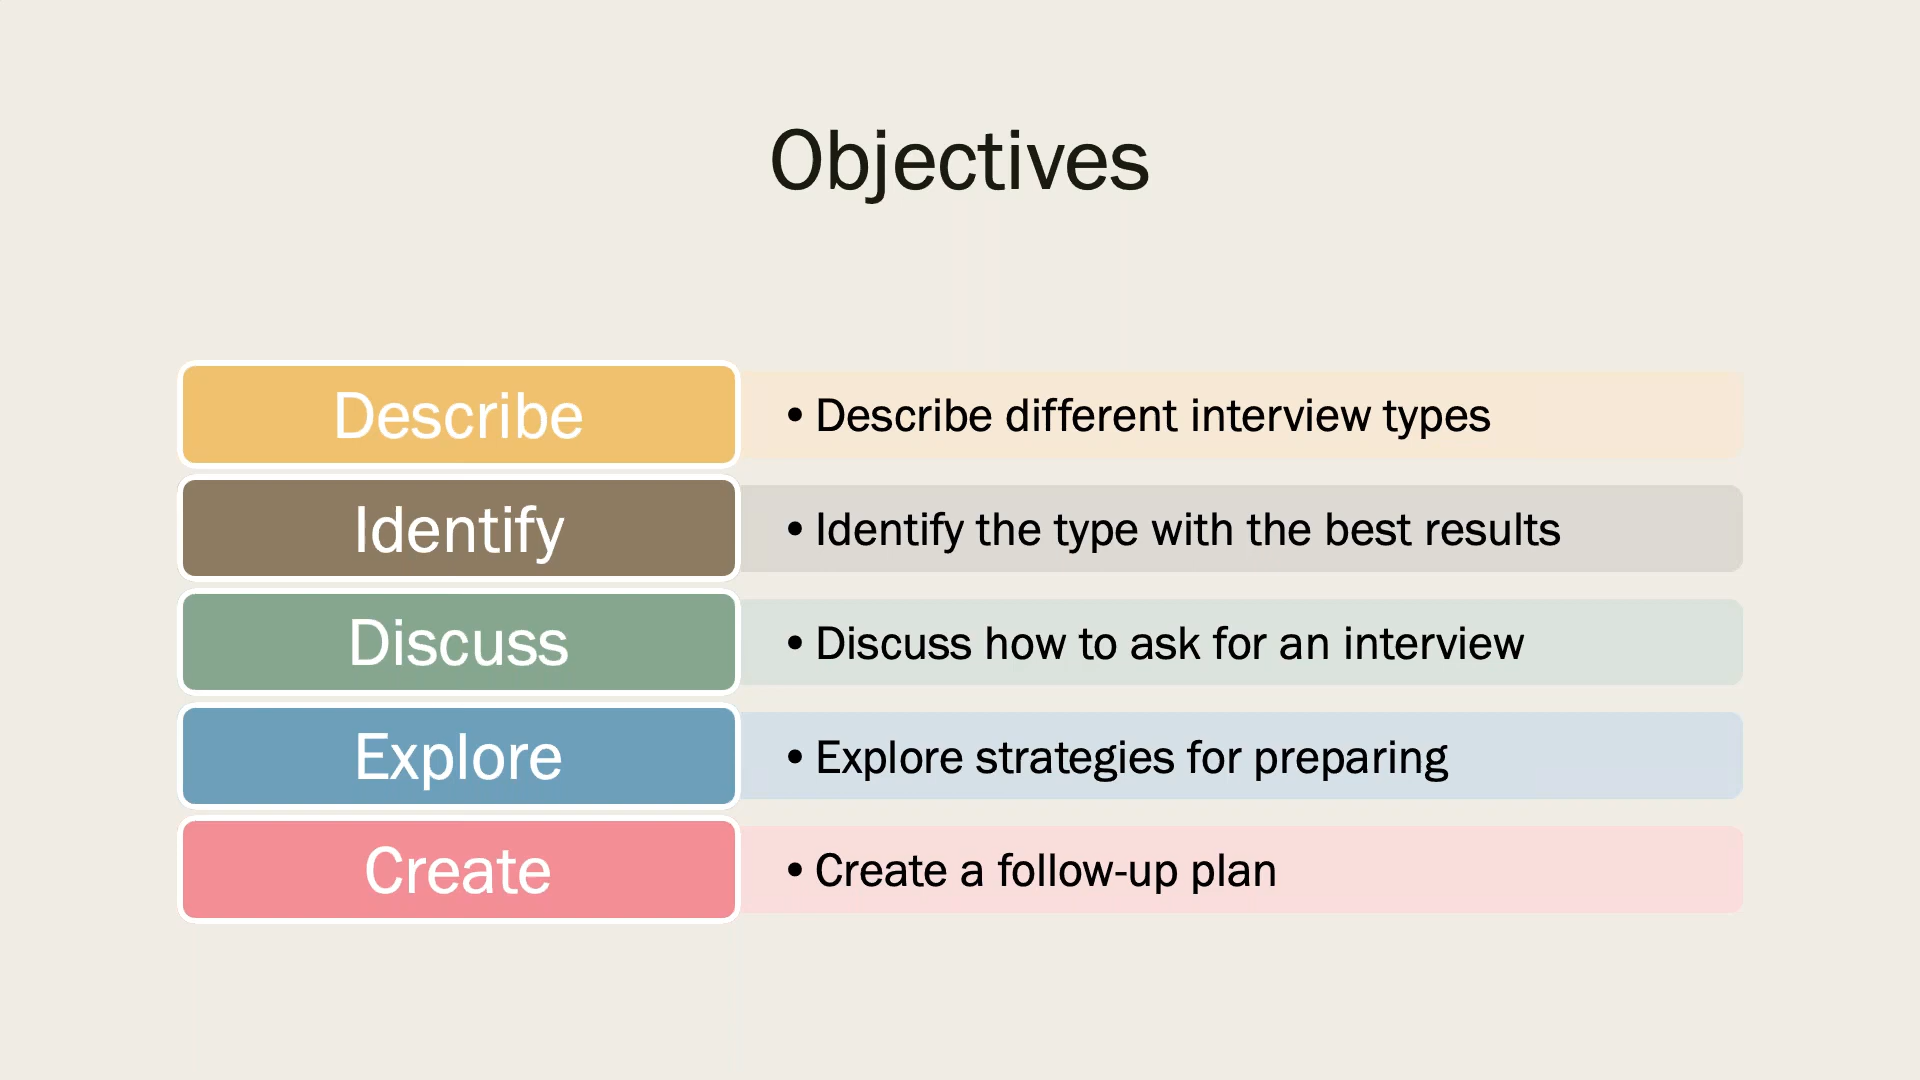 Objectives
Describe
• Describe different interview types
Identify
• Identify the type with the best results
Discuss
• Discuss how to ask for an interview
Explore
• Explore strategies for preparing
Create
• Create a follow-up plan